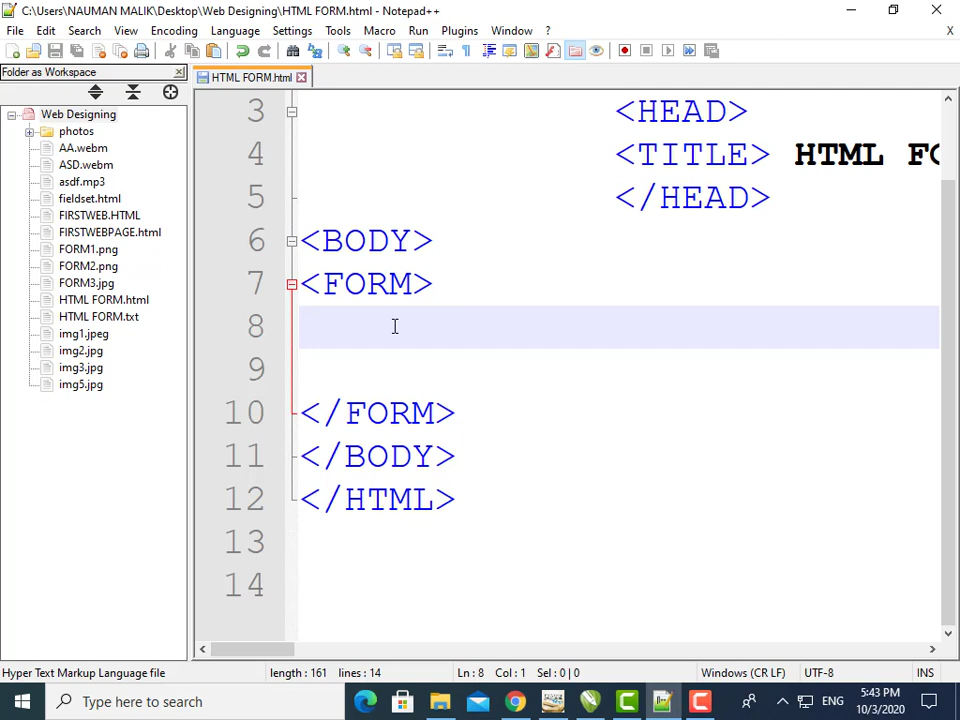 C:\Users\NAUMAN MALIK\Desktop\Web Designing\HTML FORM.html - Notepad++
File Edit Search View Encoding Language Settings Tools Macro Run Plugins Window ? X
Folder as Workspace
HTML FORM.html
Web Designing
photos
AA.webm
ASD.webm
asdf.mp3
fieldset.html
FIRSTWEB.HTML
FIRSTWEBPAGE.html
FORM1.png
FORM2.png
FORM3.jpg
HTML FORM.html
HTML FORM.txt
img1.jpeg
img2.jpg
img3.jpg
img5.jpg
3 <HEAD>
4 <TITLE> HTML FO
5 </HEAD>
6 <BODY>
7 <FORM>
8
9
10 </FORM>
11 </BODY>
12 </HTML>
13
14
Hyper Text Markup Language file length : 161 lines : 14 Ln : 8 Col : 1 Sel : 0 | 0 Windows (CR LF) UTF-8 INS
Type here to search ENG 5:43 PM
10/3/2020